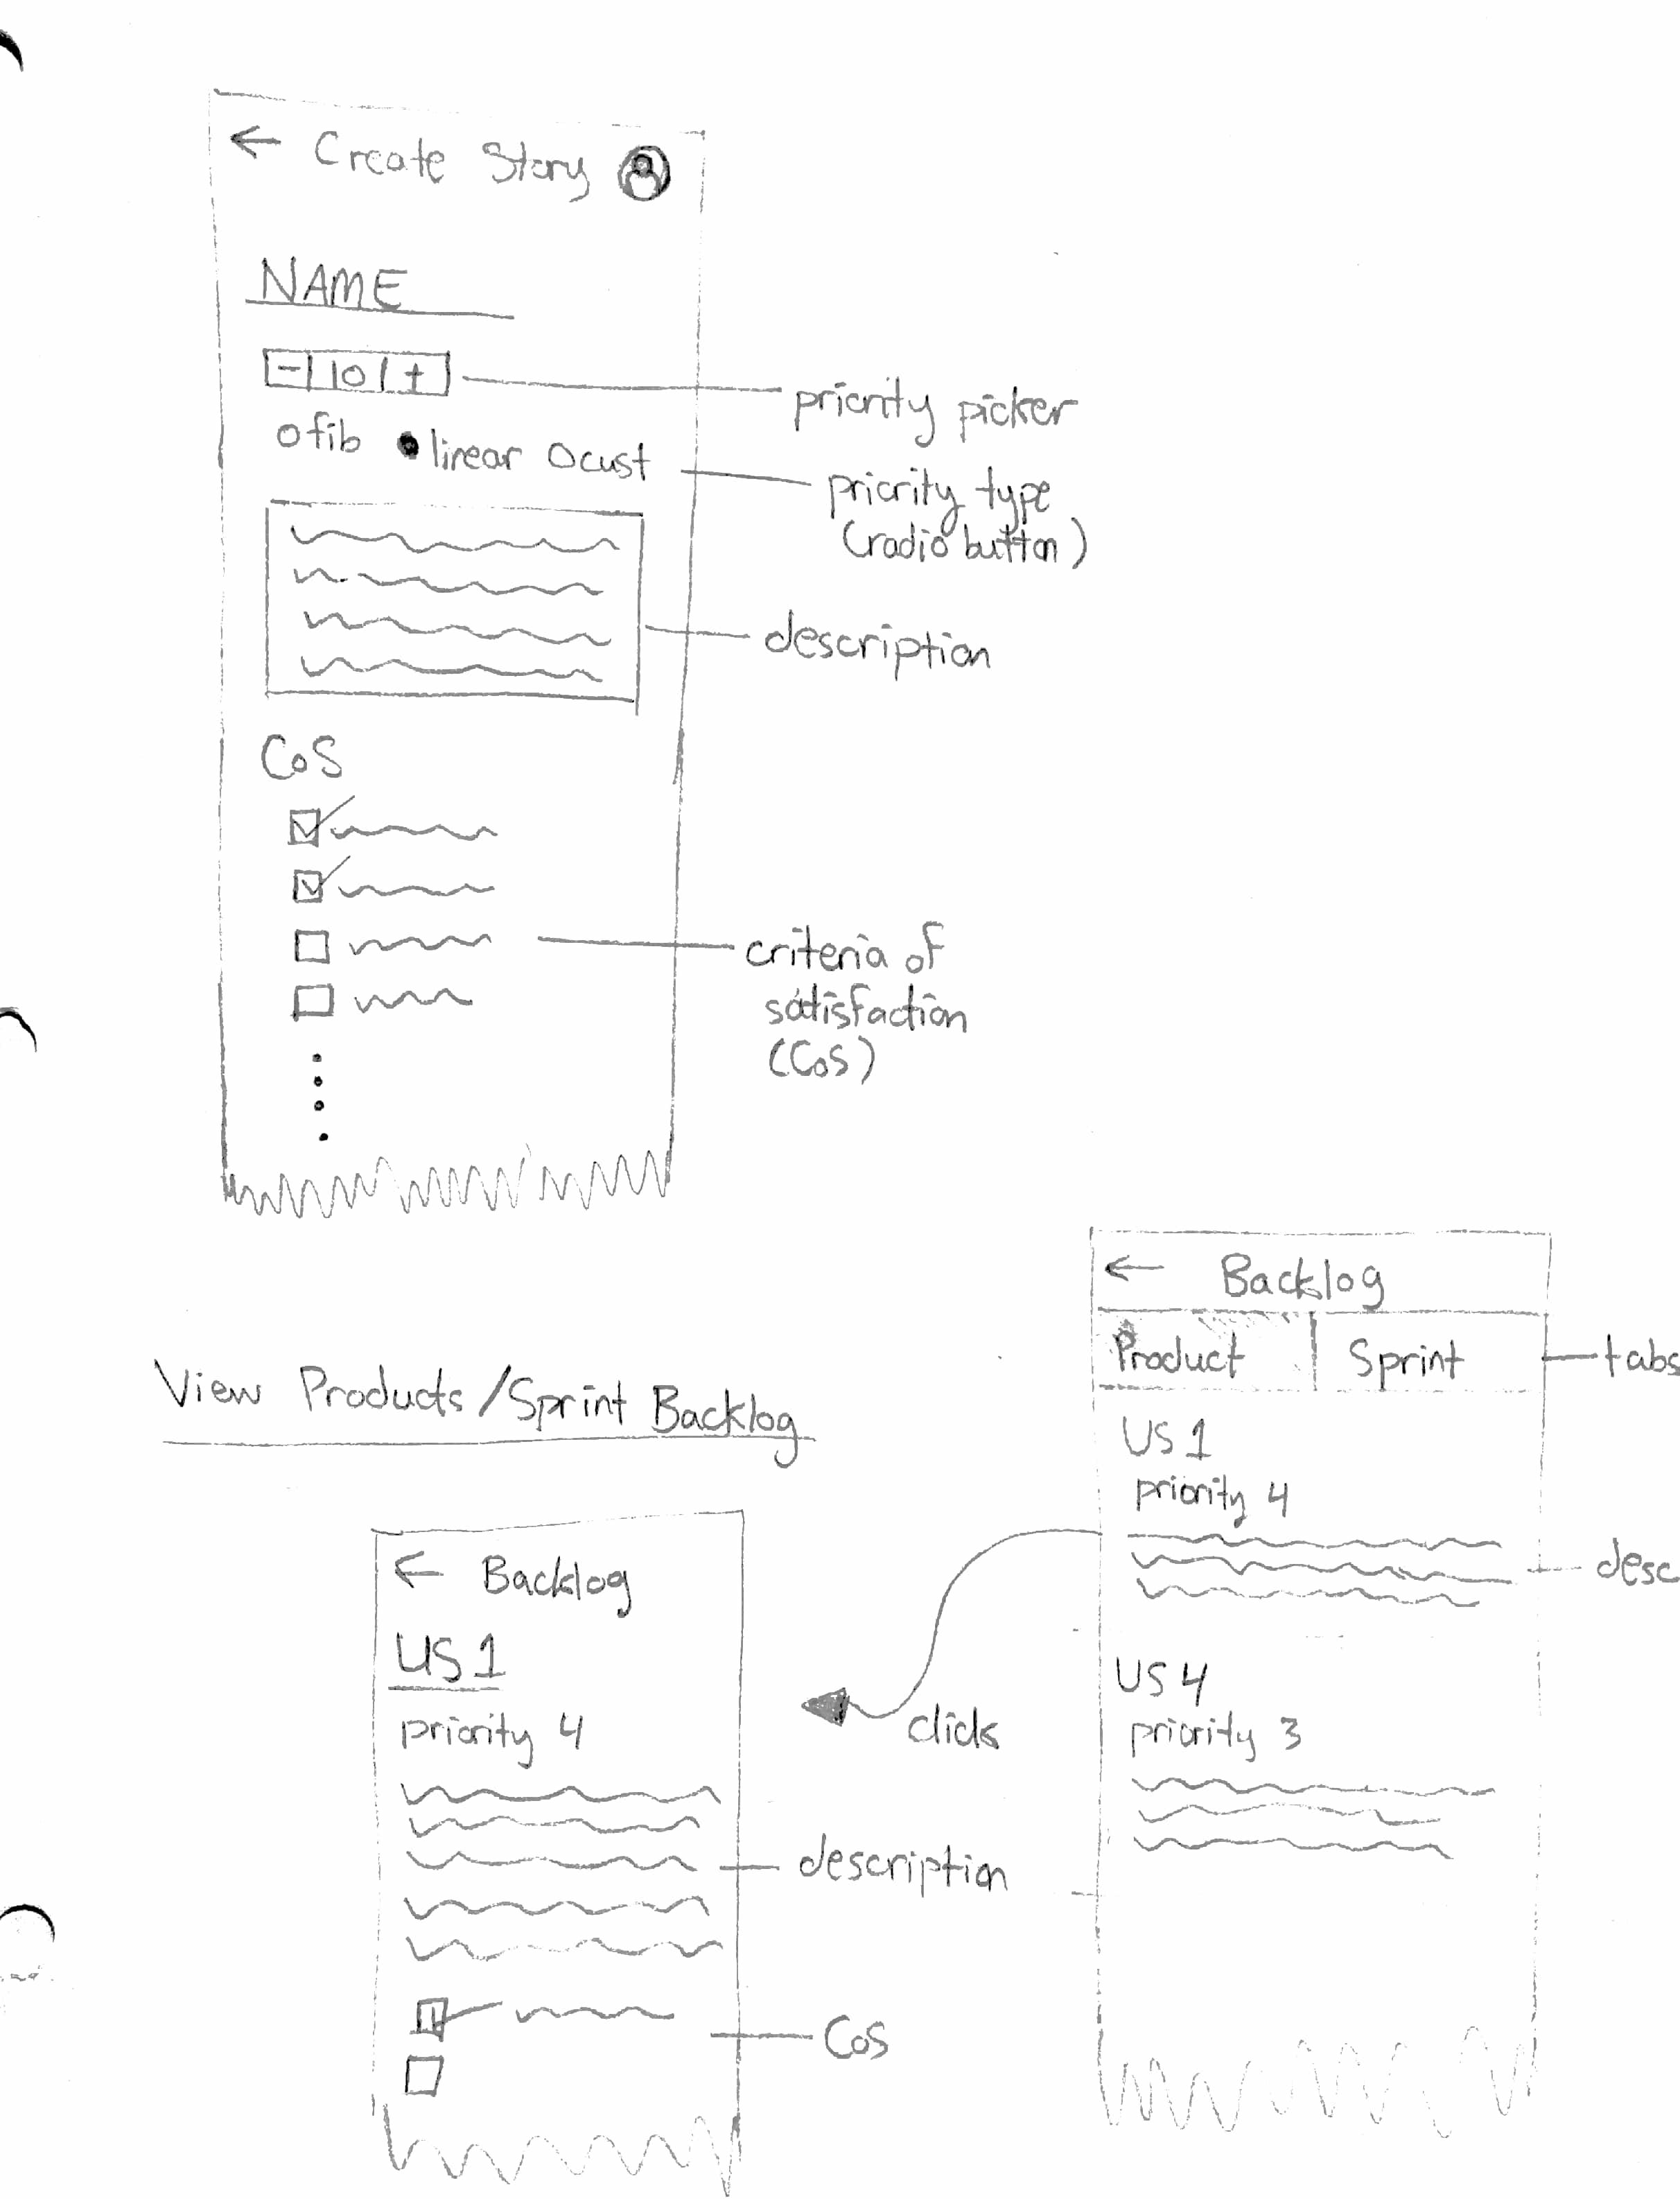 ← Create Story
NAME
- 10 +
priority picker
fib linear cust
priority type
(radio button)
description
CoS
criteria of
satisfaction
(CoS)
← Backlog
Product Sprint
tabs
US 1
priority 4
desc
US 4
priority 3
View Products/Sprint Backlog
← Backlog
US 1
priority 4
clicks
description
CoS